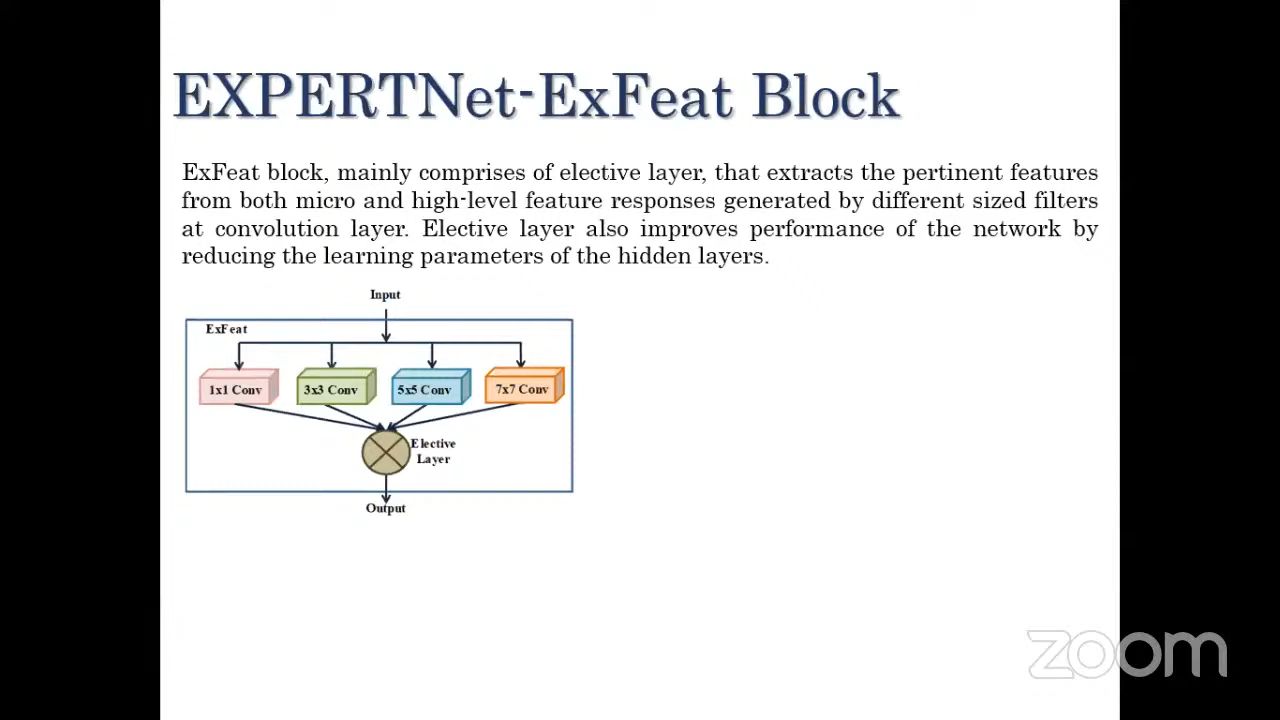 EXPERTNet-ExFeat Block
ExFeat block, mainly comprises of elective layer, that extracts the pertinent features
from both micro and high-level feature responses generated by different sized filters
at convolution layer. Elective layer also improves performance of the network by
reducing the learning parameters of the hidden layers.
Input
ExFeat
1x1 Conv
3x3 Conv
5x5 Conv
7x7 Conv
Elective
Layer
Output
zoom